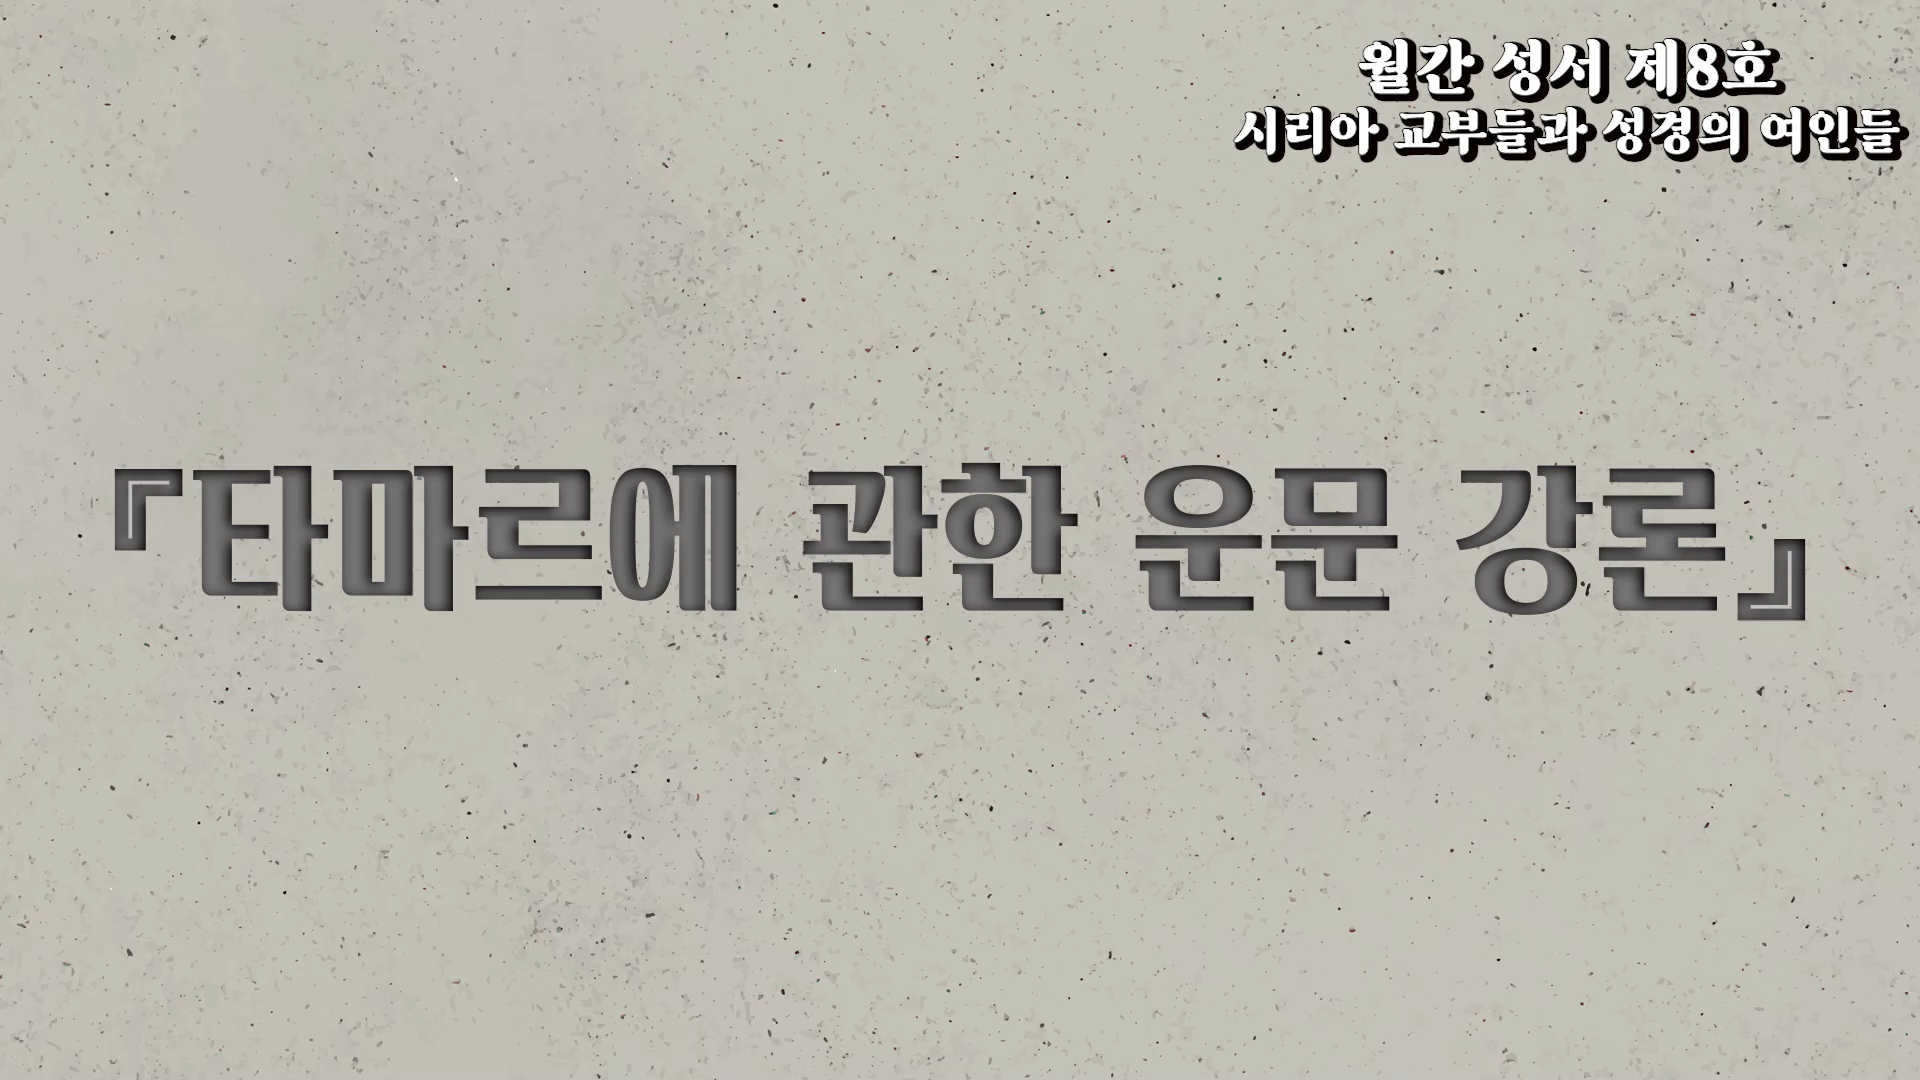 월간 성서 제8호
시리아 교부들과 성경의 여인들
『타마르에 관한 운문 강론』